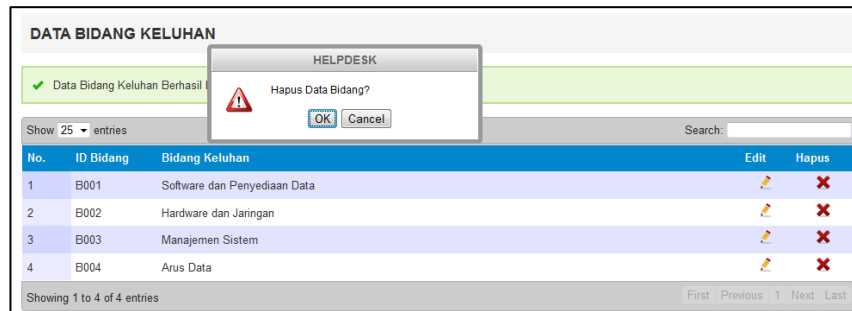 DATA BIDANG KELUHAN
HELPDESK
Data Bidang Keluhan Berhasil
Hapus Data Bidang?
OK Cancel
Show 25 entries Search:
No. ID Bidang Bidang Keluhan Edit Hapus
1 B001 Software dan Penyediaan Data
2 B002 Hardware dan Jaringan
3 B003 Manajemen Sistem
4 B004 Arus Data
Showing 1 to 4 of 4 entries First Previous 1 Next Last